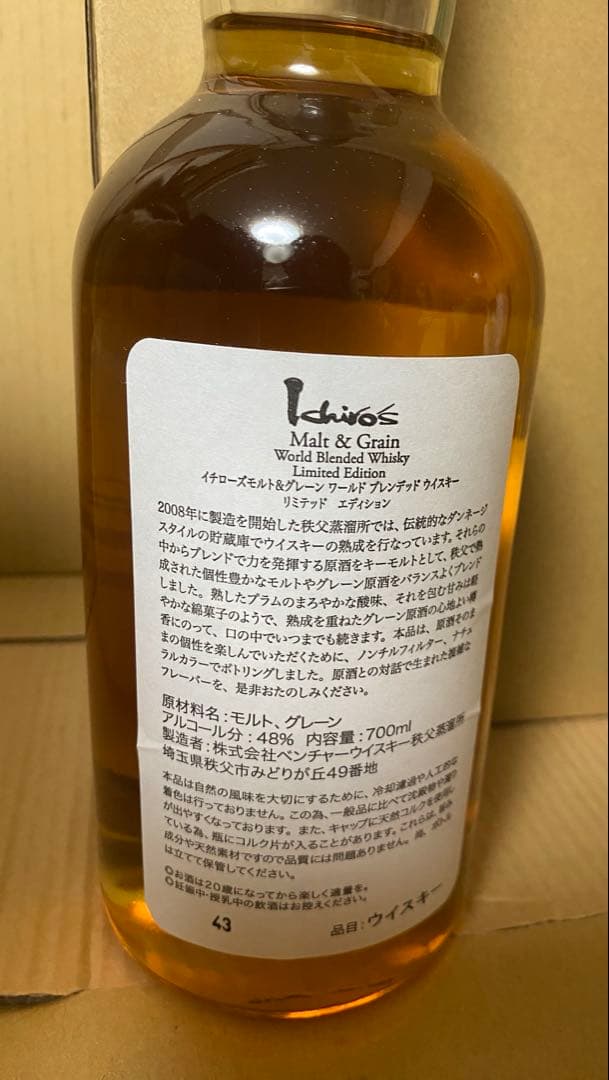 Ichiro's
Malt & Grain
World Blended Whisky
Limited Edition
イチローズモルト&グレーン ワールド ブレンデッド ウイスキー
リミテッド エディション
2008年に製造を開始した秩父蒸溜所では、伝統的なダンネージ
スタイルの貯蔵庫でウイスキーの熟成を行なっています。それらの
中からブレンドで力を発揮する原酒をキーモルトとして、秩父で熟
成された個性豊かなモルトやグレーン原酒をバランスよくブレンド
しました。熟したプラムのまろやかな酸味、それを包む甘みは軽
やかな綿菓子のようで、熟成を重ねたグレーン原酒の心地よい樽
香にのって、口の中でいつまでも続きます。本品は、原酒そのま
まの個性を楽しんでいただくために、ノンチルフィルター、ナチュ
ラルカラーでボトリングしました。原酒との対話で生まれた複雑な
フレーバーを、是非おたのしみください。
原材料名:モルト、グレーン
アルコール分:48% 内容量:700ml
製造者:株式会社ベンチャーウイスキー秩父蒸溜所
埼玉県秩父市みどりが丘49番地
本品は自然の風味を大切にするために、冷却濾過や人工的な
着色は行っておりません。この為、一般品に比べて沈殿物や濁り
が出やすくなっております。また、キャップに天然コルクを使用し
ている為、瓶にコルク片が入ることがあります。これらは、旨み
成分や天然素材ですので品質には問題ありません。尚、ボトル
は立てて保管してください。
◎お酒は20歳になってから楽しく適量を。
◎妊娠中・授乳中の飲酒はお控えください。
43
品目:ウイスキー